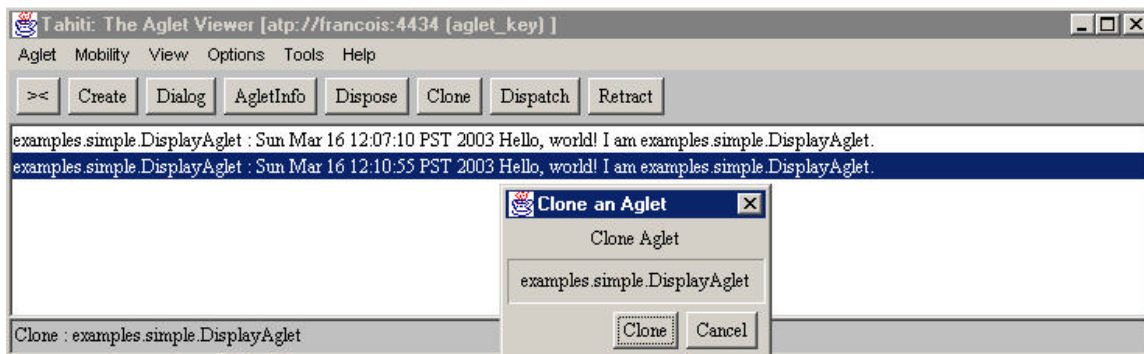 Tahiti: The Aglet Viewer [atp://francois:4434 (aglet_key) ]
Aglet Mobility View Options Tools Help
>< Create Dialog AgletInfo Dispose Clone Dispatch Retract
examples.simple.DisplayAglet : Sun Mar 16 12:07:10 PST 2003 Hello, world! I am examples.simple.DisplayAglet.
examples.simple.DisplayAglet : Sun Mar 16 12:10:55 PST 2003 Hello, world! I am examples.simple.DisplayAglet.
Clone an Aglet
Clone Aglet
examples.simple.DisplayAglet
Clone Cancel
Clone : examples.simple.DisplayAglet